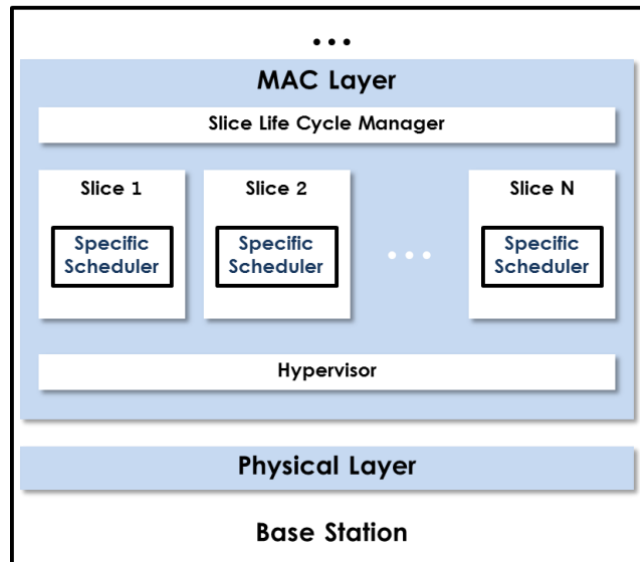 ...
MAC Layer
Slice Life Cycle Manager
Slice 1
Specific
Scheduler
Slice 2
Specific
Scheduler
...
Slice N
Specific
Scheduler
Hypervisor
Physical Layer
Base Station